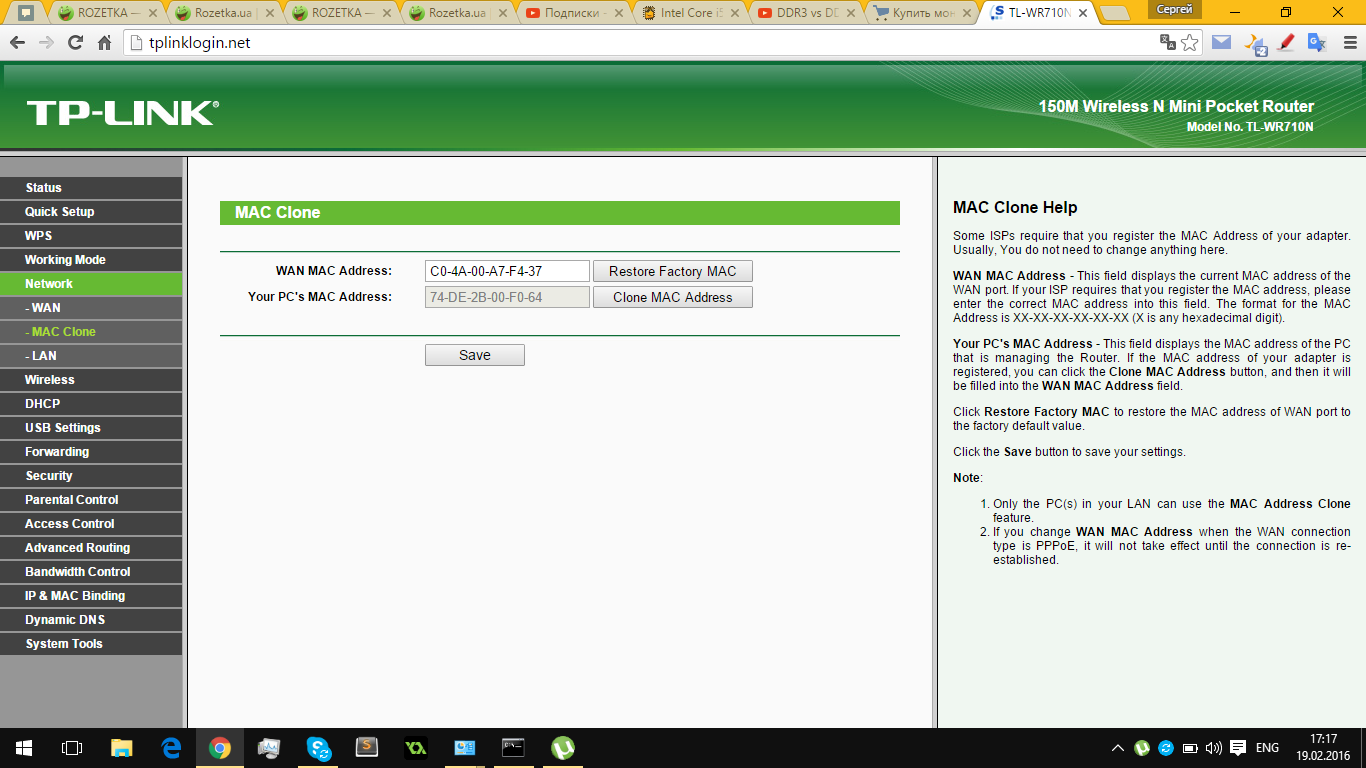 ROZETKA —
Rozetka.ua |
ROZETKA —
Rozetka.ua |
Подписки -
Intel Core i5
DDR3 vs DD
Купить мон
TL-WR710N
Сергей
tplinklogin.net
TP-LINK®
150M Wireless N Mini Pocket Router
Model No. TL-WR710N
Status
Quick Setup
WPS
Working Mode
Network
- WAN
- MAC Clone
- LAN
Wireless
DHCP
USB Settings
Forwarding
Security
Parental Control
Access Control
Advanced Routing
Bandwidth Control
IP & MAC Binding
Dynamic DNS
System Tools
MAC Clone
WAN MAC Address: C0-4A-00-A7-F4-37 Restore Factory MAC
Your PC's MAC Address: 74-DE-2B-00-F0-64 Clone MAC Address
Save
MAC Clone Help
Some ISPs require that you register the MAC Address of your adapter.
Usually, You do not need to change anything here.
WAN MAC Address - This field displays the current MAC address of the
WAN port. If your ISP requires that you register the MAC address, please
enter the correct MAC address into this field. The format for the MAC
Address is XX-XX-XX-XX-XX-XX (X is any hexadecimal digit).
Your PC's MAC Address - This field displays the MAC address of the PC
that is managing the Router. If the MAC address of your adapter is
registered, you can click the Clone MAC Address button, and then it will
be filled into the WAN MAC Address field.
Click Restore Factory MAC to restore the MAC address of WAN port to
the factory default value.
Click the Save button to save your settings.
Note:
1. Only the PC(s) in your LAN can use the MAC Address Clone
feature.
2. If you change WAN MAC Address when the WAN connection
type is PPPoE, it will not take effect until the connection is re-
established.
ENG
17:17
19.02.2016